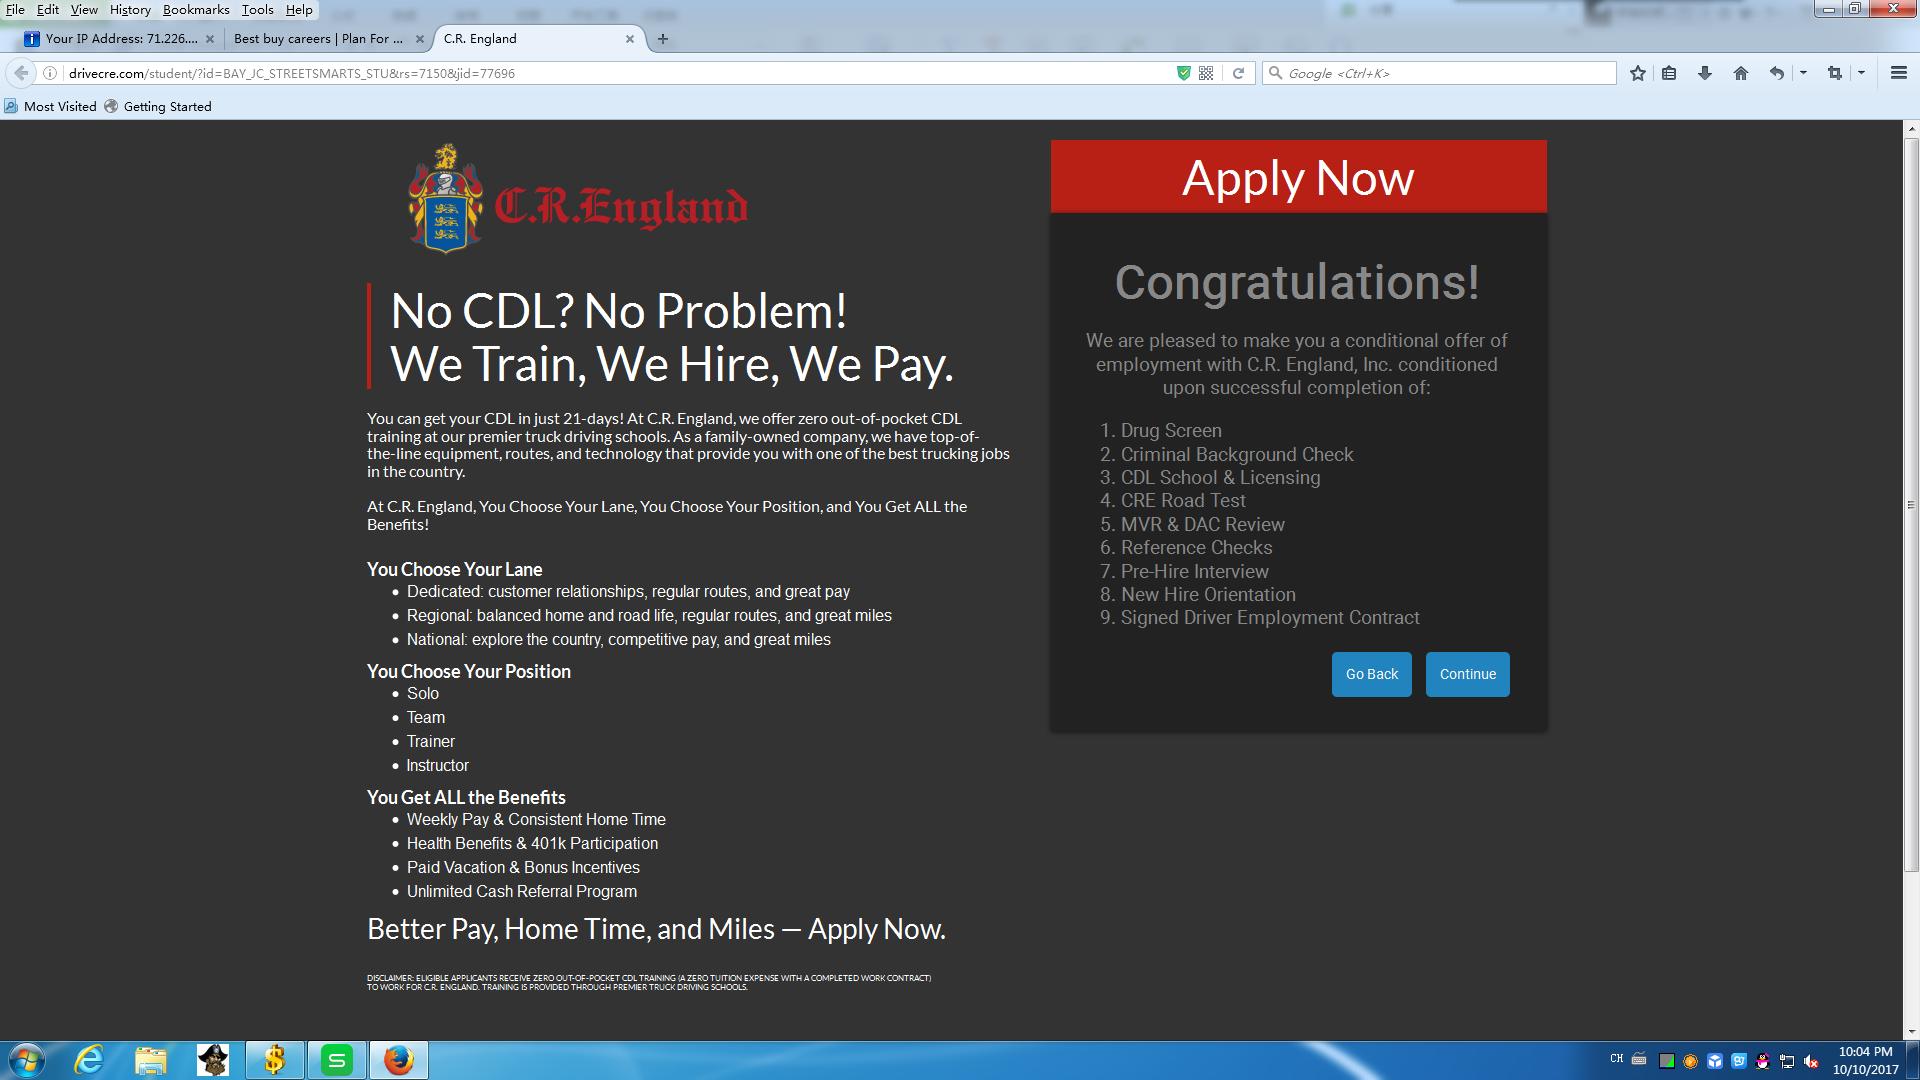 File Edit View History Bookmarks Tools Help
Your IP Address: 71.226....
Best buy careers | Plan For ...
C.R. England
drivecre.com/student/?id=BAY_JC_STREETSMARTS_STU&rs=7150&jid=77696
Google <Ctrl+K>
Most Visited
Getting Started
C.R. England
No CDL? No Problem!
We Train, We Hire, We Pay.
You can get your CDL in just 21-days! At C.R. England, we offer zero out-of-pocket CDL
training at our premier truck driving schools. As a family-owned company, we have top-of-
the-line equipment, routes, and technology that provide you with one of the best trucking jobs
in the country.
At C.R. England, You Choose Your Lane, You Choose Your Position, and You Get ALL the
Benefits!
You Choose Your Lane
• Dedicated: customer relationships, regular routes, and great pay
• Regional: balanced home and road life, regular routes, and great miles
• National: explore the country, competitive pay, and great miles
You Choose Your Position
• Solo
• Team
• Trainer
• Instructor
You Get ALL the Benefits
• Weekly Pay & Consistent Home Time
• Health Benefits & 401k Participation
• Paid Vacation & Bonus Incentives
• Unlimited Cash Referral Program
Better Pay, Home Time, and Miles — Apply Now.
DISCLAIMER: ELIGIBLE APPLICANTS RECEIVE ZERO OUT-OF-POCKET CDL TRAINING (A ZERO TUITION EXPENSE WITH A COMPLETED WORK CONTRACT)
TO WORK FOR C.R. ENGLAND. TRAINING IS PROVIDED THROUGH PREMIER TRUCK DRIVING SCHOOLS.
Apply Now
Congratulations!
We are pleased to make you a conditional offer of
employment with C.R. England, Inc. conditioned
upon successful completion of:
1. Drug Screen
2. Criminal Background Check
3. CDL School & Licensing
4. CRE Road Test
5. MVR & DAC Review
6. Reference Checks
7. Pre-Hire Interview
8. New Hire Orientation
9. Signed Driver Employment Contract
Go Back
Continue
CH
10:04 PM
10/10/2017